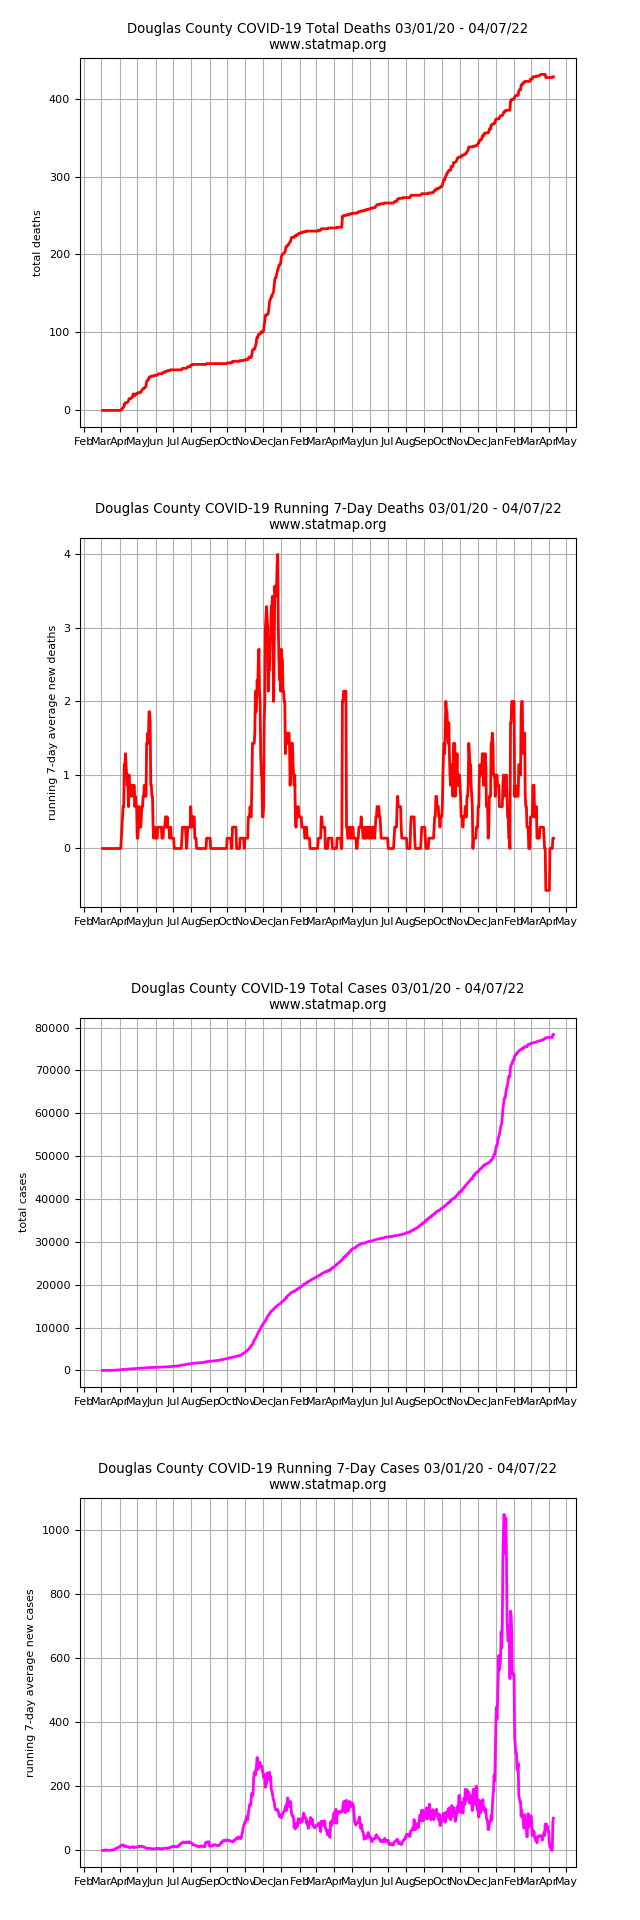 Douglas County COVID-19 Total Deaths 03/01/20 - 04/07/22
www.statmap.org
400
300
200
100
0
total deaths
Feb Mar Apr May Jun Jul Aug Sep Oct Nov Dec Jan Feb Mar Apr May Jun Jul Aug Sep Oct Nov Dec Jan Feb Mar Apr May
Douglas County COVID-19 Running 7-Day Deaths 03/01/20 - 04/07/22
www.statmap.org
4
3
2
1
0
running 7-day average new deaths
Feb Mar Apr May Jun Jul Aug Sep Oct Nov Dec Jan Feb Mar Apr May Jun Jul Aug Sep Oct Nov Dec Jan Feb Mar Apr May
Douglas County COVID-19 Total Cases 03/01/20 - 04/07/22
www.statmap.org
80000
70000
60000
50000
40000
30000
20000
10000
0
total cases
Feb Mar Apr May Jun Jul Aug Sep Oct Nov Dec Jan Feb Mar Apr May Jun Jul Aug Sep Oct Nov Dec Jan Feb Mar Apr May
Douglas County COVID-19 Running 7-Day Cases 03/01/20 - 04/07/22
www.statmap.org
1000
800
600
400
200
0
running 7-day average new cases
Feb Mar Apr May Jun Jul Aug Sep Oct Nov Dec Jan Feb Mar Apr May Jun Jul Aug Sep Oct Nov Dec Jan Feb Mar Apr May